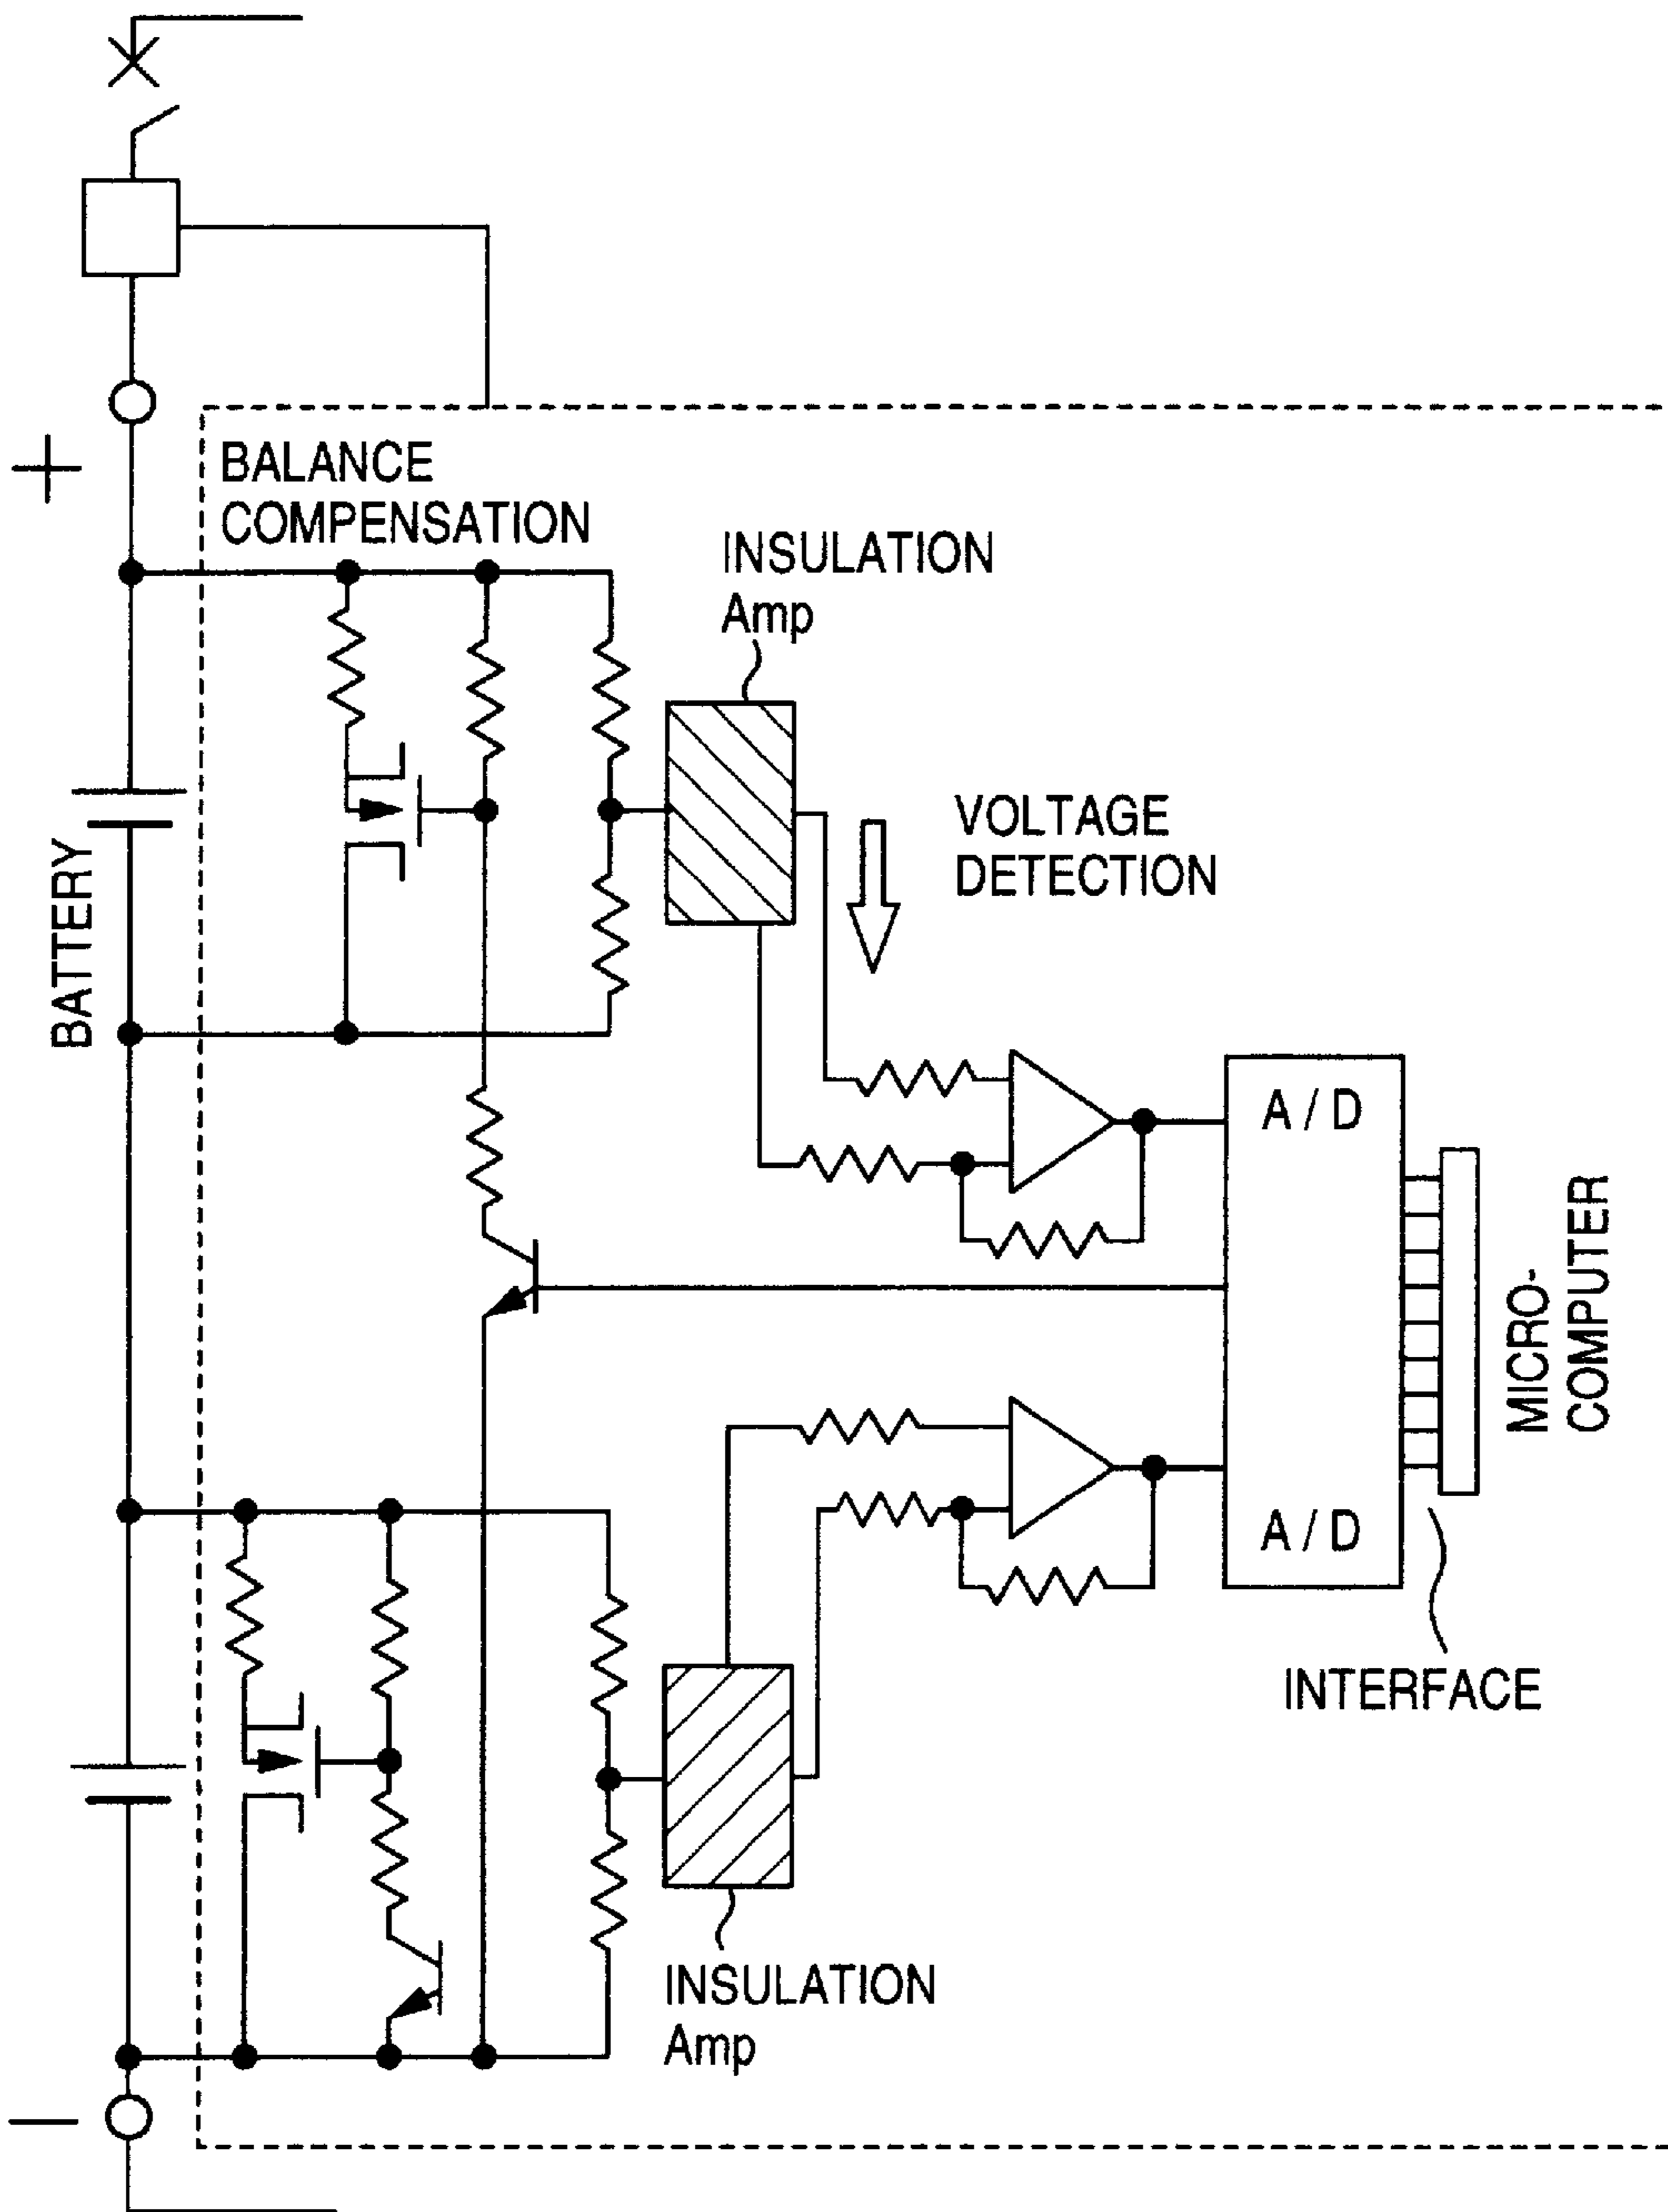 +
BALANCE
COMPENSATION
INSULATION
Amp
BATTERY
VOLTAGE
DETECTION
A / D
MICRO-
COMPUTER
A / D
INTERFACE
INSULATION
Amp
—